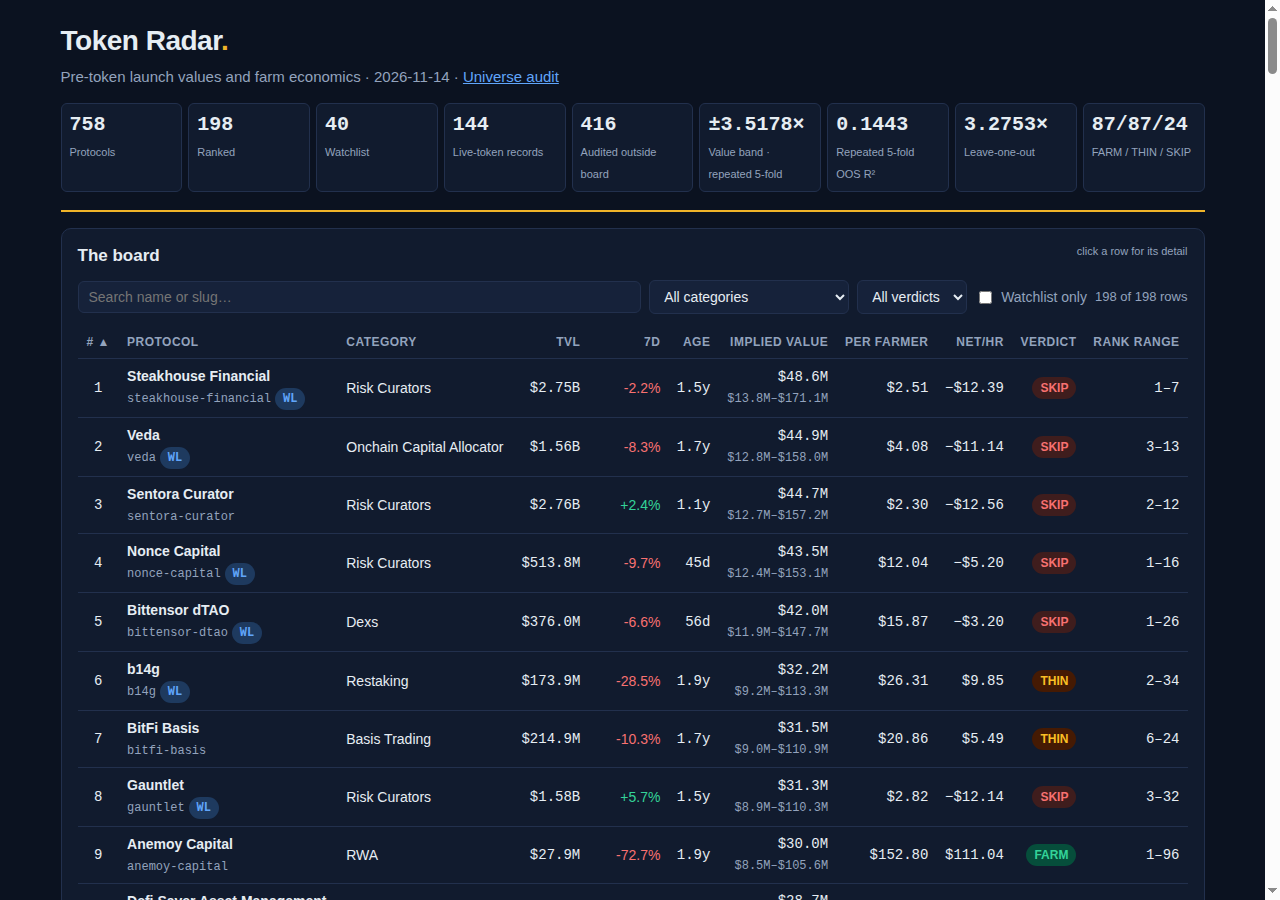 Token Radar.
Pre-token launch values and farm economics · 2026-11-14 · Universe audit
758
Protocols
198
Ranked
40
Watchlist
144
Live-token records
416
Audited outside
board
±3.5178×
Value band ·
repeated 5-fold
0.1443
Repeated 5-fold
OOS R²
3.2753×
Leave-one-out
87/87/24
FARM / THIN / SKIP
The board
click a row for its detail
Search name or slug…
All categories
All verdicts
Watchlist only
198 of 198 rows
# ▲ PROTOCOL CATEGORY TVL 7D AGE IMPLIED VALUE PER FARMER NET/HR VERDICT RANK RANGE
1 Steakhouse Financial Risk Curators $2.75B -2.2% 1.5y $48.6M $2.51 −$12.39 SKIP 1–7
steakhouse-financial WL $13.8M–$171.1M
2 Veda Onchain Capital Allocator $1.56B -8.3% 1.7y $44.9M $4.08 −$11.14 SKIP 3–13
veda WL $12.8M–$158.0M
3 Sentora Curator Risk Curators $2.76B +2.4% 1.1y $44.7M $2.30 −$12.56 SKIP 2–12
sentora-curator $12.7M–$157.2M
4 Nonce Capital Risk Curators $513.8M -9.7% 45d $43.5M $12.04 −$5.20 SKIP 1–16
nonce-capital WL $12.4M–$153.1M
5 Bittensor dTAO Dexs $376.0M -6.6% 56d $42.0M $15.87 −$3.20 SKIP 1–26
bittensor-dtao WL $11.9M–$147.7M
6 b14g Restaking $173.9M -28.5% 1.9y $32.2M $26.31 $9.85 THIN 2–34
b14g WL $9.2M–$113.3M
7 BitFi Basis Basis Trading $214.9M -10.3% 1.7y $31.5M $20.86 $5.49 THIN 6–24
bitfi-basis $9.0M–$110.9M
8 Gauntlet Risk Curators $1.58B +5.7% 1.5y $31.3M $2.82 −$12.14 SKIP 3–32
gauntlet WL $8.9M–$110.3M
9 Anemoy Capital RWA $27.9M -72.7% 1.9y $30.0M $152.80 $111.04 FARM 1–96
anemoy-capital $8.5M–$105.6M
Defi Saver Asset Management $28.7M